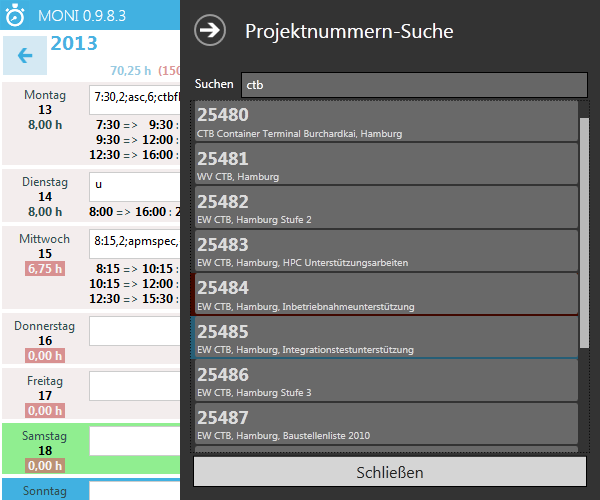 MONI 0.9.8.3
2013
70,25 h (150
Montag
13
8,00 h
7:30,2;asc,6;ctbfl
7:30 => 9:30 :
9:30 => 12:00 :
12:30 => 16:00 :
Dienstag
14
8,00 h
u
8:00 => 16:00 : 2
Mittwoch
15
6,75 h
8:15,2;apmspec,
8:15 => 10:15 :
10:15 => 12:00 :
12:30 => 15:30 :
Donnerstag
16
0,00 h
Freitag
17
0,00 h
Samstag
18
0,00 h
Sonntag
Projektnummern-Suche
Suchen ctb
25480
CTB Container Terminal Burchardkai, Hamburg
25481
WV CTB, Hamburg
25482
EW CTB, Hamburg Stufe 2
25483
EW CTB, Hamburg, HPC Unterstützungsarbeiten
25484
EW CTB, Hamburg, Inbetriebnahmeunterstützung
25485
EW CTB, Hamburg, Integrationstestunterstützung
25486
EW CTB, Hamburg Stufe 3
25487
EW CTB, Hamburg, Baustellenliste 2010
Schließen